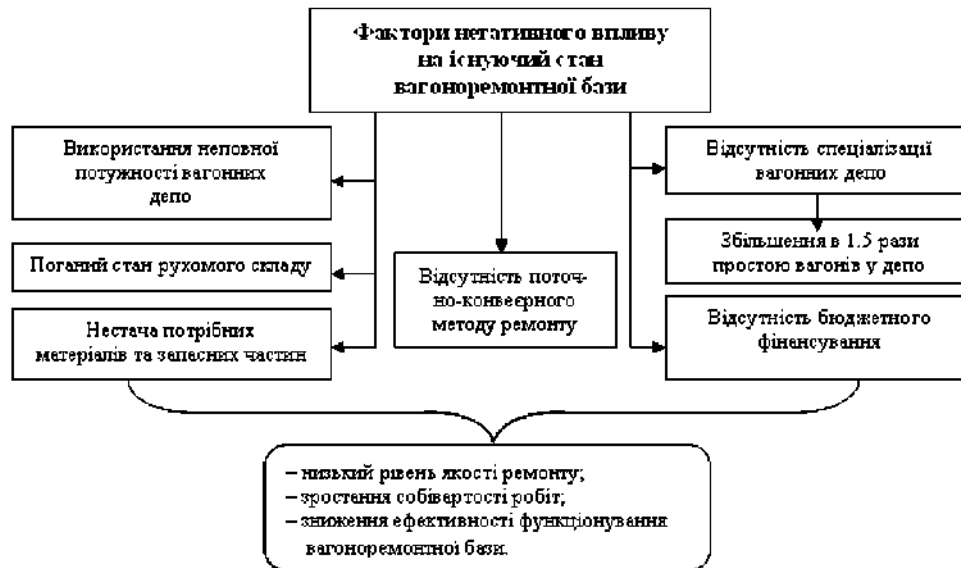 Фактори негативного впливу
на існуючий стан
вагоноремонтної бази
Використання неповної
потужності вагонних
депо
Поганий стан рухомого складу
Нестача потрібних
матеріалів та запасних частин
Відсутність поточ-
но-конвеєрного
методу ремонту
Відсутність спеціалізації
вагонних депо
Збільшення в 1.5 рази
простою вагонів у депо
Відсутність бюджетного
фінансування
– низький рівень якості ремонту;
– зростання собівартості робіт;
– зниження ефективності функціонування
вагоноремонтної бази.